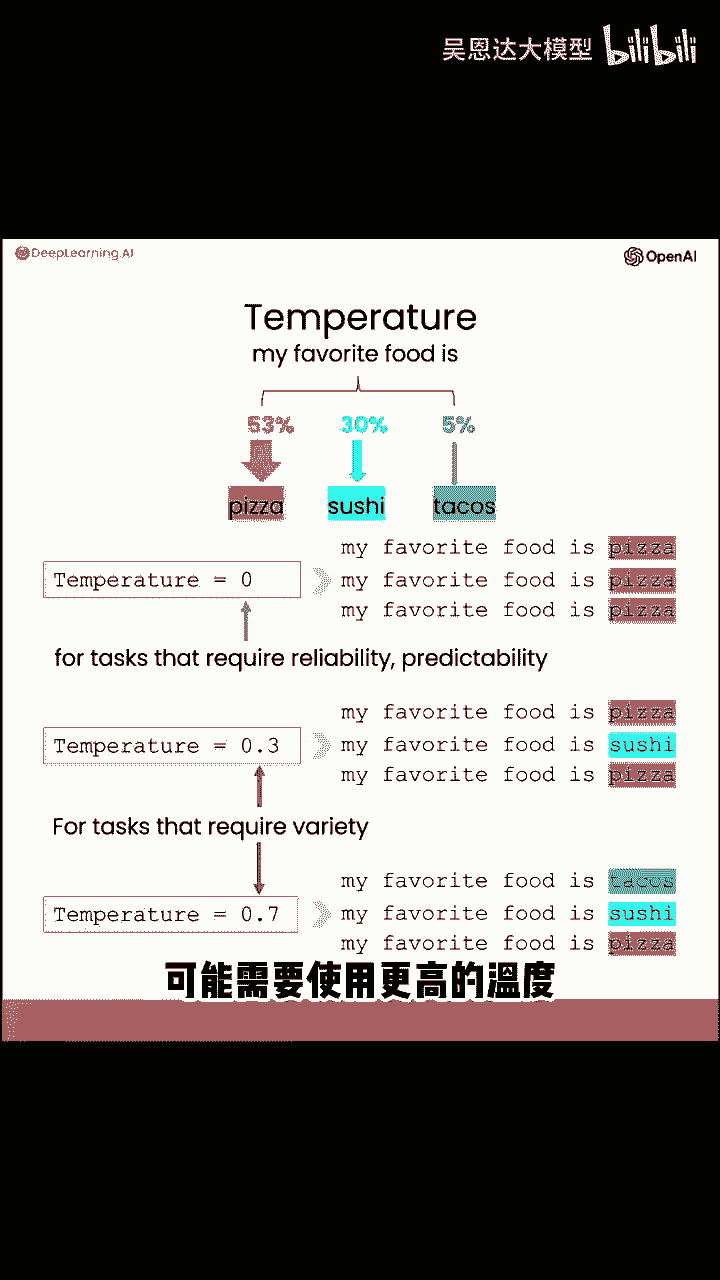 吴恩达大模型 bilibili
DeepLearning.AI
OpenAI
Temperature
my favorite food is
53% 30% 5%
pizza sushi tacos
my favorite food is pizza
Temperature = 0
my favorite food is pizza
my favorite food is pizza
for tasks that require reliability, predictability
my favorite food is pizza
Temperature = 0.3
my favorite food is sushi
my favorite food is pizza
For tasks that require variety
my favorite food is tacos
Temperature = 0.7
my favorite food is sushi
my favorite food is pizza
可能需要使用更高的溫度